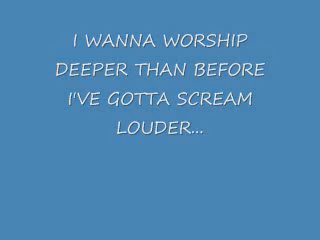 I WANNA WORSHIP
DEEPER THAN BEFORE
I'VE GOTTA SCREAM
LOUDER...